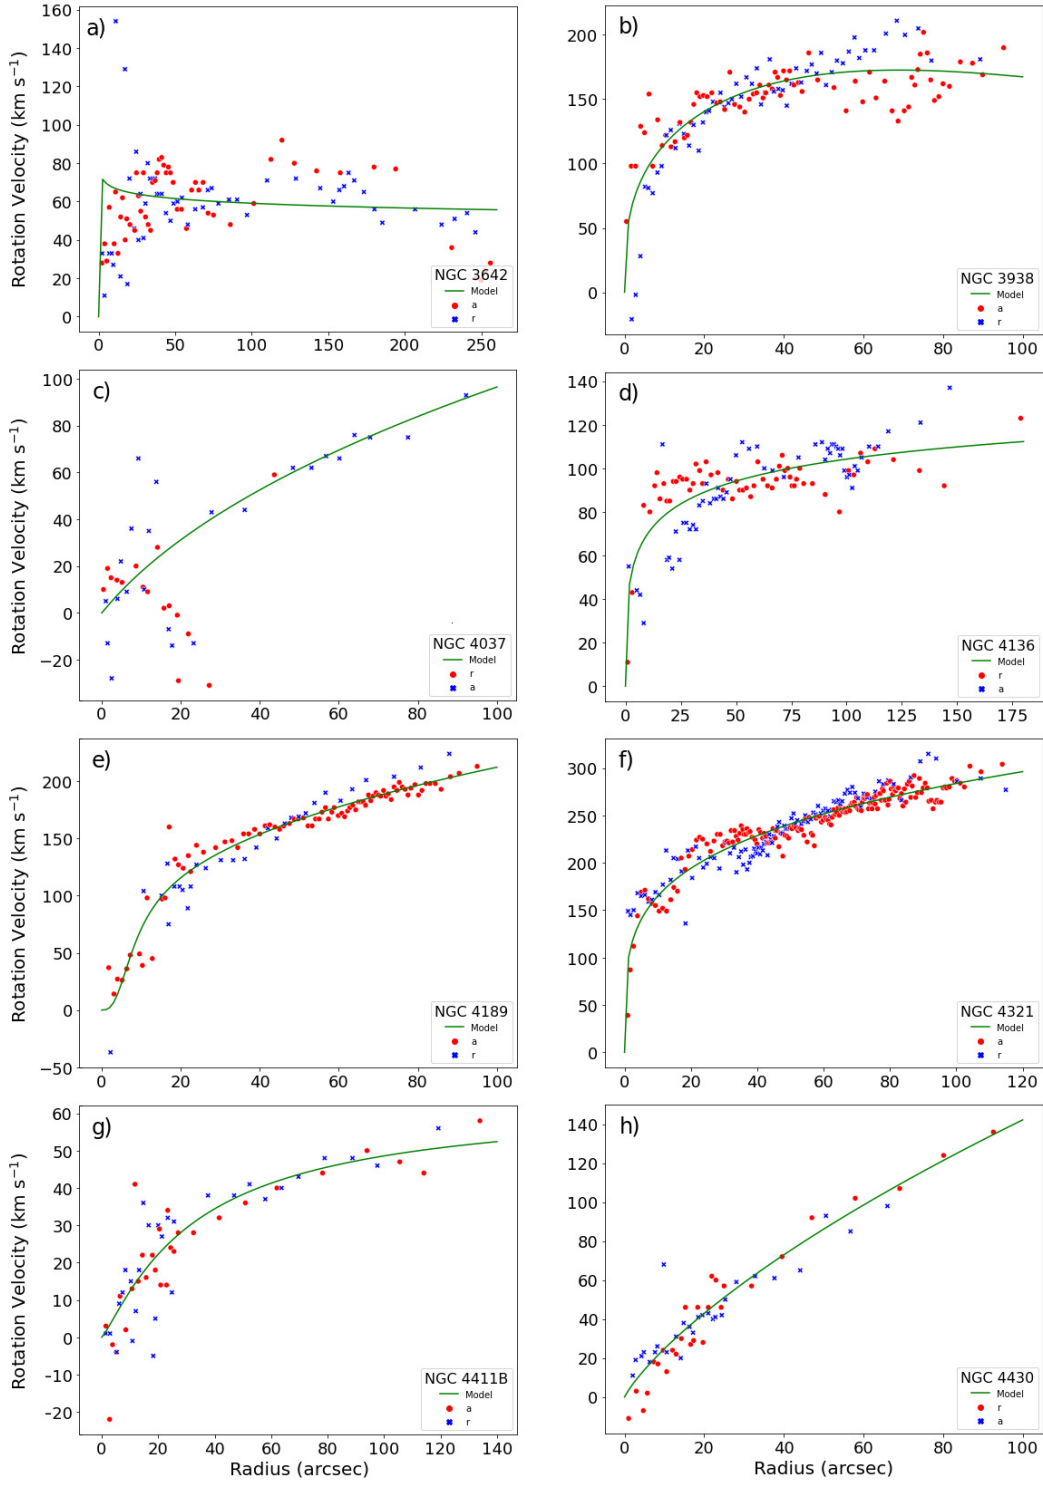 a)
Rotation Velocity (km s⁻¹)
160
140
120
100
80
60
40
20
0
0 50 100 150 200 250
NGC 3642
Model
a
r
b)
200
150
100
50
0
0 20 40 60 80 100
NGC 3938
Model
a
r
c)
Rotation Velocity (km s⁻¹)
100
80
60
40
20
0
−20
0 20 40 60 80 100
NGC 4037
Model
r
a
d)
140
120
100
80
60
40
20
0
0 25 50 75 100 125 150 175
NGC 4136
Model
r
a
e)
Rotation Velocity (km s⁻¹)
200
150
100
50
0
−50
0 20 40 60 80 100
NGC 4189
Model
a
r
f)
300
250
200
150
100
50
0
0 20 40 60 80 100 120
NGC 4321
Model
a
r
g)
Rotation Velocity (km s⁻¹)
60
50
40
30
20
10
0
-10
-20
0 20 40 60 80 100 120 140
NGC 4411B
Model
a
r
Radius (arcsec)
h)
140
120
100
80
60
40
20
0
0 20 40 60 80 100
NGC 4430
Model
r
a
Radius (arcsec)